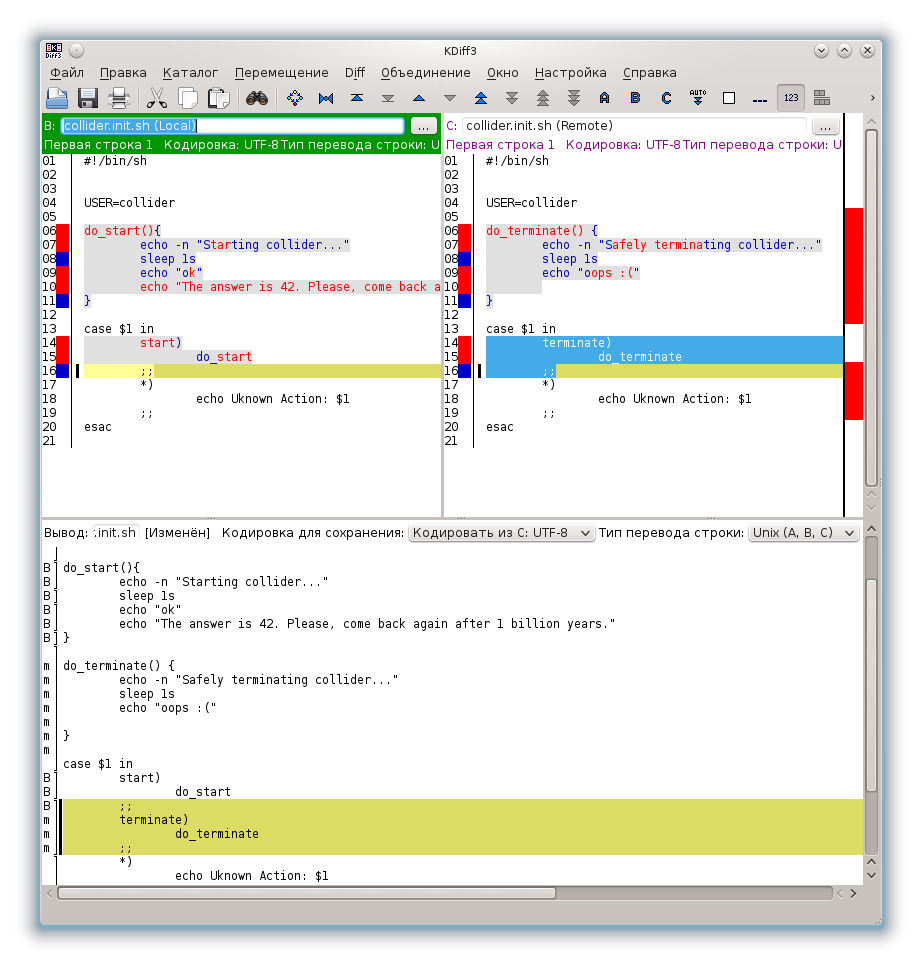 KDiff3
Файл Правка Каталог Перемещение Diff Объединение Окно Настройка Справка
A B C AUTO 123
B: collider.init.sh (Local) ...
Первая строка 1 Кодировка: UTF-8 Тип перевода строки: U
01 #!/bin/sh
02
03
04 USER=collider
05
06 do_start(){
07 echo -n "Starting collider..."
08 sleep 1s
09 echo "ok"
10 echo "The answer is 42. Please, come back a
11 }
12
13 case $1 in
14 start)
15 do_start
16 ;;
17 *)
18 echo Uknown Action: $1
19 ;;
20 esac
21
C: collider.init.sh (Remote) ...
Первая строка 1 Кодировка: UTF-8 Тип перевода строки: U
01 #!/bin/sh
02
03
04 USER=collider
05
06 do_terminate() {
07 echo -n "Safely terminating collider..."
08 sleep 1s
09 echo "oops :("
10
11 }
12
13 case $1 in
14 terminate)
15 do_terminate
16 ;;
17 *)
18 echo Uknown Action: $1
19 ;;
20 esac
21
Вывод: .init.sh [Изменён] Кодировка для сохранения: Кодировать из C: UTF-8 Тип перевода строки: Unix (A, B, C)
B do_start(){
B echo -n "Starting collider..."
B sleep 1s
B echo "ok"
B echo "The answer is 42. Please, come back again after 1 billion years."
B }
m do_terminate() {
m echo -n "Safely terminating collider..."
m sleep 1s
m echo "oops :("
m
m }
m
case $1 in
B start)
B do_start
B ;;
m terminate)
m do_terminate
m ;;
*)
echo Uknown Action: $1